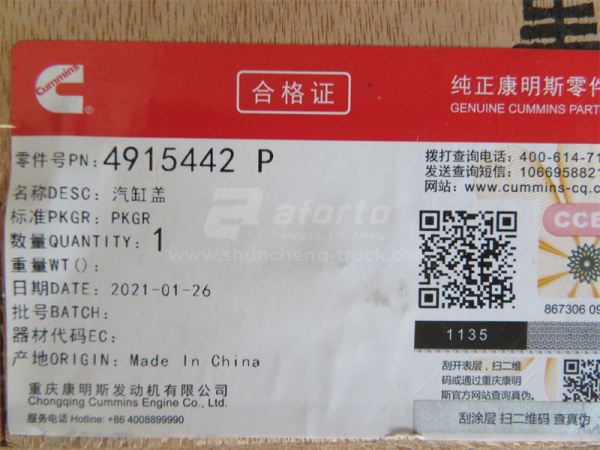 Cummins
合格证
纯正康明斯零件
GENUINE CUMMINS PART
零件号PN: 4915442 P
名称DESC: 汽缸盖
标准PKGR: PKGR
数量QUANTITY: 1
重量WT():
日期DATE: 2021-01-26
批号BATCH:
器材代码EC:
产地ORIGIN: Made In China
重庆康明斯发动机有限公司
Chongqing Cummins Engine Co., Ltd.
服务电话 Hotline: +86 4008899990
拨打查询电话: 400-614-71
发送查询短信: 1066958821
网站: www.cummins-cq.c
CCE
867306 09
1135
刮开表层，扫二维
码或通过重庆康明
斯官方网站查询真伪
刮涂层 扫二维码 查真伪
aforto
www.shuncheng-truck.com